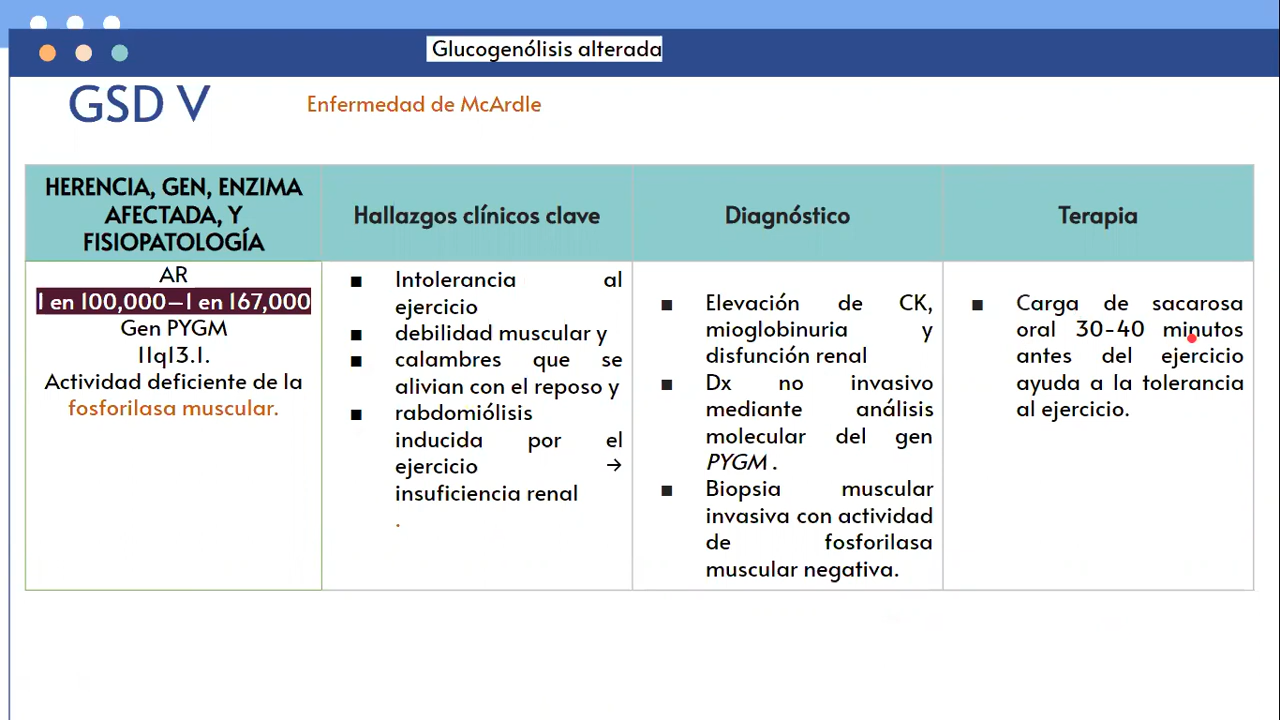 Glucogenólisis alterada
GSD V
Enfermedad de McArdle
HERENCIA, GEN, ENZIMA
AFECTADA, Y
FISIOPATOLOGÍA
Hallazgos clínicos clave
Diagnóstico
Terapia
AR
1 en 100,000–1 en 167,000
Gen PYGM
11q13.1.
Actividad deficiente de la
fosforilasa muscular.
▪ Intolerancia al
ejercicio
▪ debilidad muscular y
▪ calambres que se
alivian con el reposo y
▪ rabdomiólisis
inducida por el
ejercicio →
insuficiencia renal
.
▪ Elevación de CK,
mioglobinuria y
disfunción renal
▪ Dx no invasivo
mediante análisis
molecular del gen
PYGM .
▪ Biopsia muscular
invasiva con actividad
de fosforilasa
muscular negativa.
▪ Carga de sacarosa
oral 30-40 minutos
antes del ejercicio
ayuda a la tolerancia
al ejercicio.